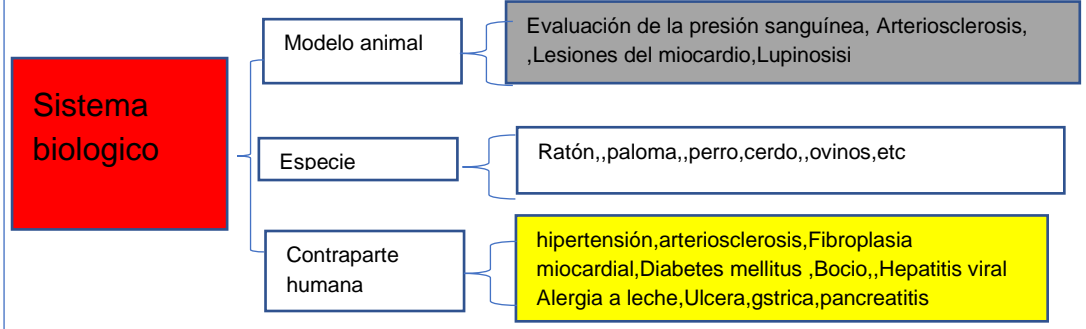 Sistema
biologico
Modelo animal
Evaluación de la presión sanguínea, Arteriosclerosis,
,Lesiones del miocardio,Lupinosisi
Especie
Ratón,,paloma,,perro,cerdo,,ovinos,etc
Contraparte
humana
hipertensión,arteriosclerosis,Fibroplasia
miocardial,Diabetes mellitus ,Bocio,,Hepatitis viral
Alergia a leche,Ulcera,gstrica,pancreatitis